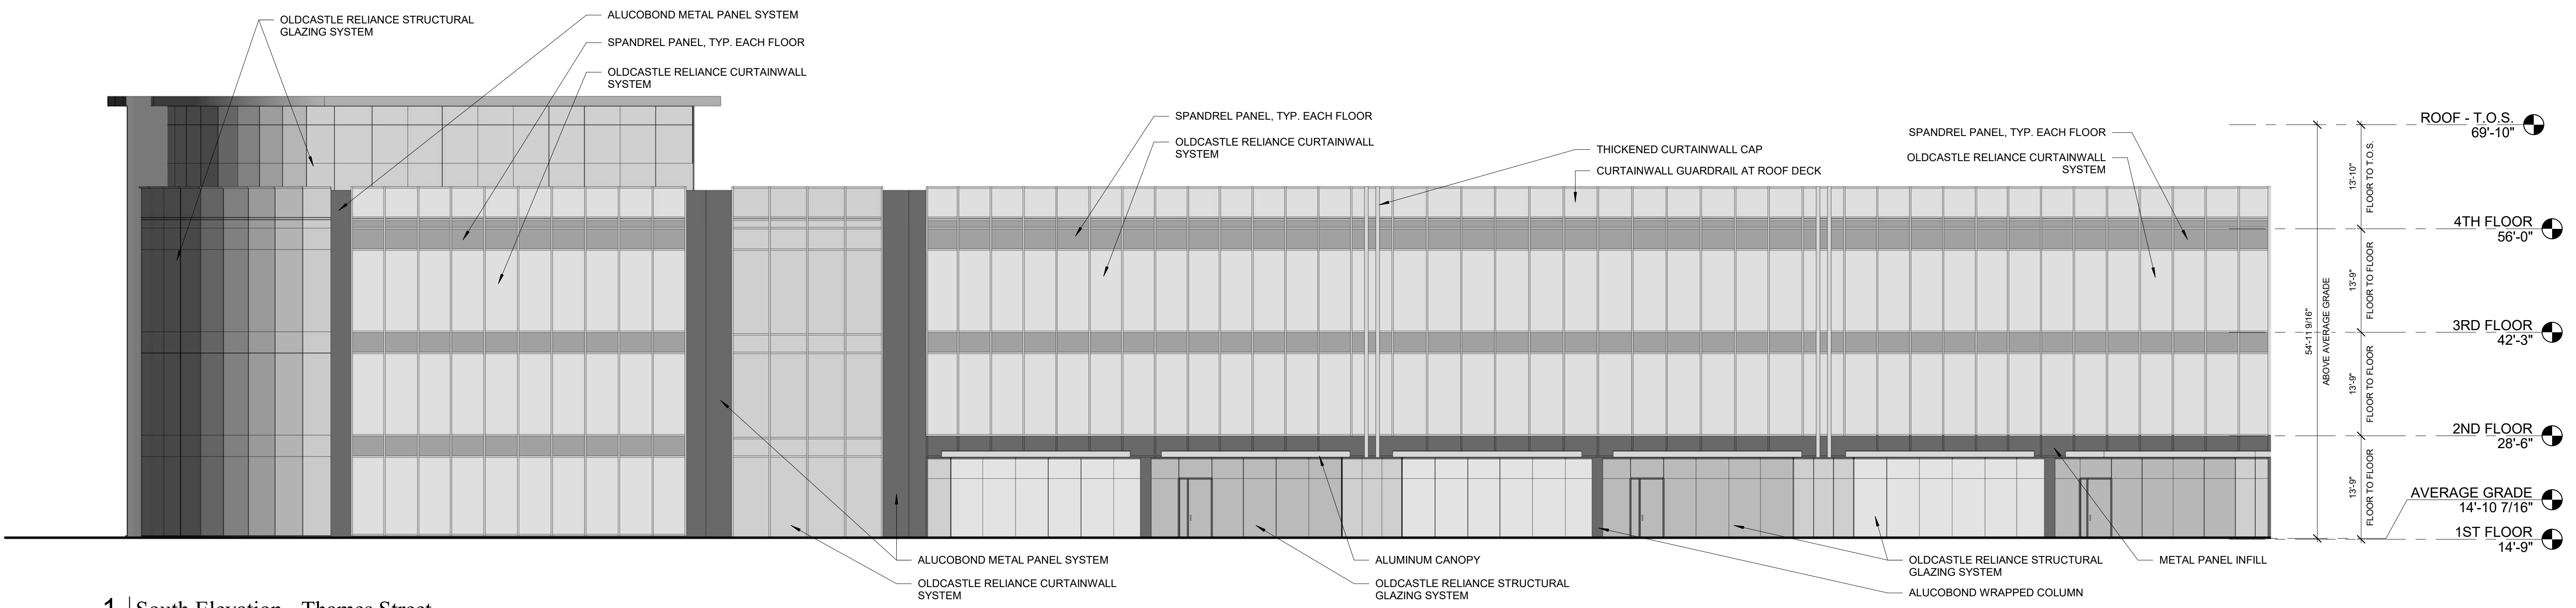 OLDCASTLE RELIANCE STRUCTURAL
GLAZING SYSTEM
ALUCOBOND METAL PANEL SYSTEM
SPANDREL PANEL, TYP. EACH FLOOR
OLDCASTLE RELIANCE CURTAINWALL
SYSTEM
SPANDREL PANEL, TYP. EACH FLOOR
OLDCASTLE RELIANCE CURTAINWALL
SYSTEM
THICKENED CURTAINWALL CAP
CURTAINWALL GUARDRAIL AT ROOF DECK
SPANDREL PANEL, TYP. EACH FLOOR
OLDCASTLE RELIANCE CURTAINWALL
SYSTEM
ROOF - T.O.S.
69'-10"
4TH FLOOR
56'-0"
3RD FLOOR
42'-3"
2ND FLOOR
28'-6"
AVERAGE GRADE
14'-10 7/16"
1ST FLOOR
14'-9"
54'-11 9/16"
ABOVE AVERAGE GRADE
13'-10"
FLOOR TO T.O.S.
13'-9"
FLOOR TO FLOOR
13'-9"
FLOOR TO FLOOR
13'-9"
FLOOR TO FLOOR
ALUCOBOND METAL PANEL SYSTEM
OLDCASTLE RELIANCE CURTAINWALL
SYSTEM
ALUMINUM CANOPY
OLDCASTLE RELIANCE STRUCTURAL
GLAZING SYSTEM
OLDCASTLE RELIANCE STRUCTURAL
GLAZING SYSTEM
ALUCOBOND WRAPPED COLUMN
METAL PANEL INFILL
1 South Elevation - Thames Street